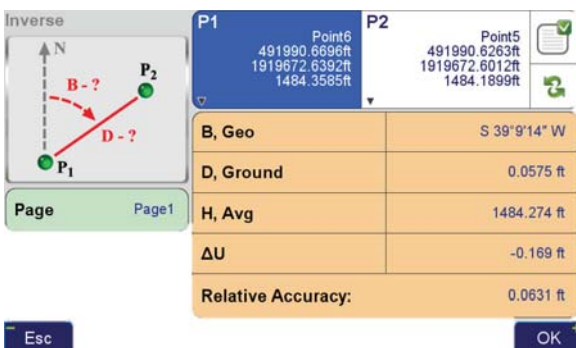 Inverse
N
B - ?
P2
D - ?
P1
Page Page1
P1
Point6
491990.6696ft
1919672.6392ft
1484.3585ft
P2
Point5
491990.6263ft
1919672.6012ft
1484.1899ft
B, Geo S 39°9'14" W
D, Ground 0.0575 ft
H, Avg 1484.274 ft
ΔU -0.169 ft
Relative Accuracy: 0.0631 ft
Esc
OK